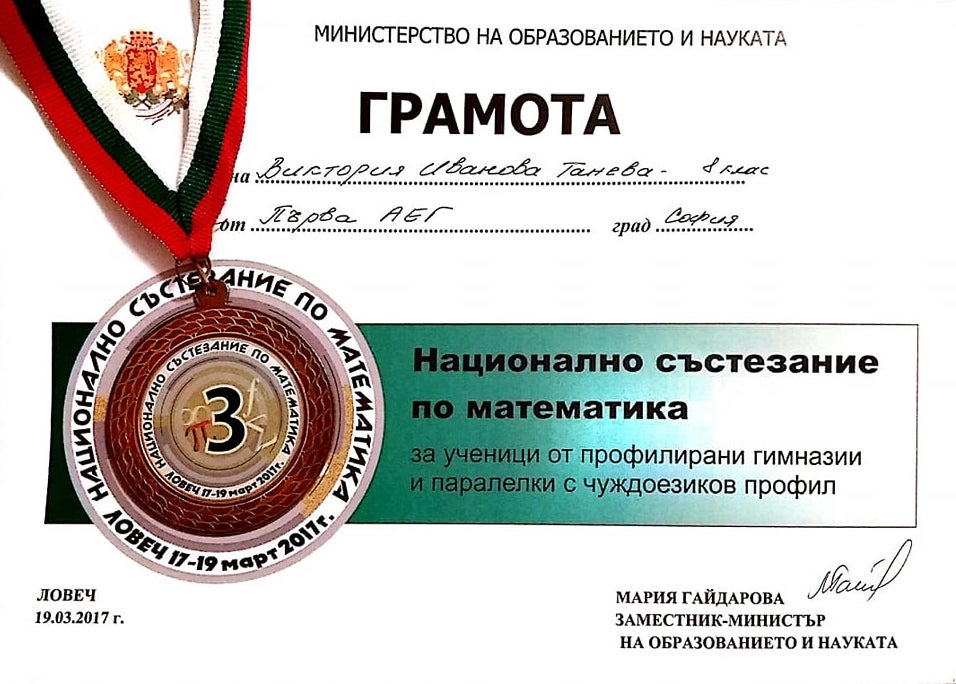 МИНИСТЕРСТВО НА ОБРАЗОВАНИЕТО И НАУКАТА
ГРАМОТА
на Виктория Иванова Танева - 8 клас
от Първа АЕГ град София
НАЦИОНАЛНО СЪСТЕЗАНИЕ ПО МАТЕМАТИКА
ЛОВЕЧ 17-19 март 2017г.
НАЦИОНАЛНО СЪСТЕЗАНИЕ ПО МАТЕМАТИКА
ЛОВЕЧ 17-19 март 2017г.
π 3
Национално състезание
по математика
за ученици от профилирани гимназии
и паралелки с чуждоезиков профил
ЛОВЕЧ
19.03.2017 г.
МАРИЯ ГАЙДАРОВА
ЗАМЕСТНИК-МИНИСТЪР
НА ОБРАЗОВАНИЕТО И НАУКАТА